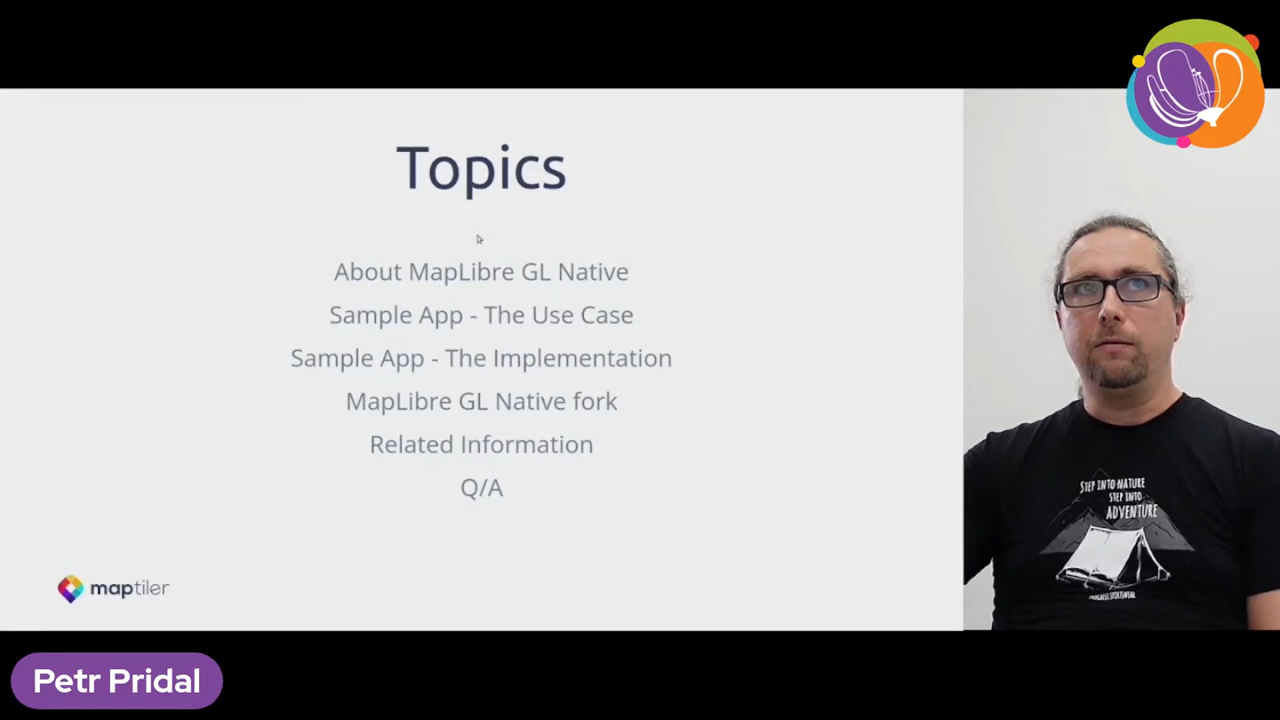 Topics
About MapLibre GL Native
Sample App - The Use Case
Sample App - The Implementation
MapLibre GL Native fork
Related Information
Q/A
maptiler
STEP INTO NATURE
STEP INTO
ADVENTURE
Petr Pridal